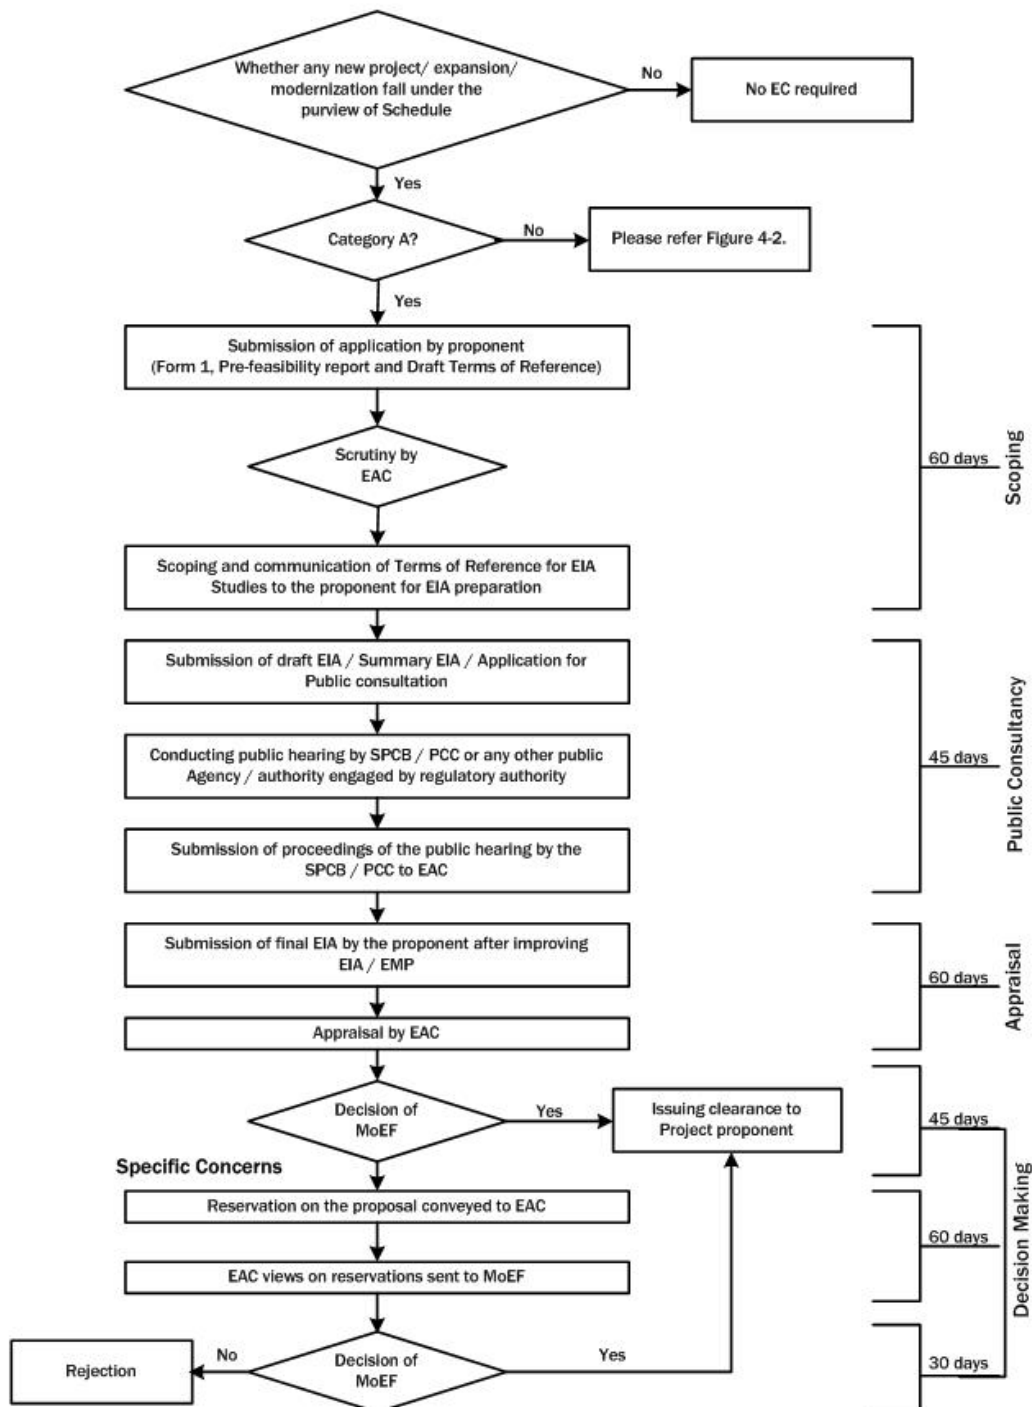 Whether any new project/ expansion/
modernization fall under the
purview of Schedule
No
No EC required
Yes
Category A?
No
Please refer Figure 4-2.
Yes
Submission of application by proponent
(Form 1, Pre-feasibility report and Draft Terms of Reference)
Scrutiny by
EAC
60 days
Scoping
Scoping and communication of Terms of Reference for EIA
Studies to the proponent for EIA preparation
Submission of draft EIA / Summary EIA / Application for
Public consultation
Conducting public hearing by SPCB / PCC or any other public
Agency / authority engaged by regulatory authority
45 days
Public Consultancy
Submission of proceedings of the public hearing by the
SPCB / PCC to EAC
Submission of final EIA by the proponent after improving
EIA / EMP
60 days
Appraisal
Appraisal by EAC
Decision of
MoEF
Yes
Issuing clearance to
Project proponent
45 days
Specific Concerns
Reservation on the proposal conveyed to EAC
60 days
Decision Making
EAC views on reservations sent to MoEF
Decision of
MoEF
Yes
No
Rejection
30 days